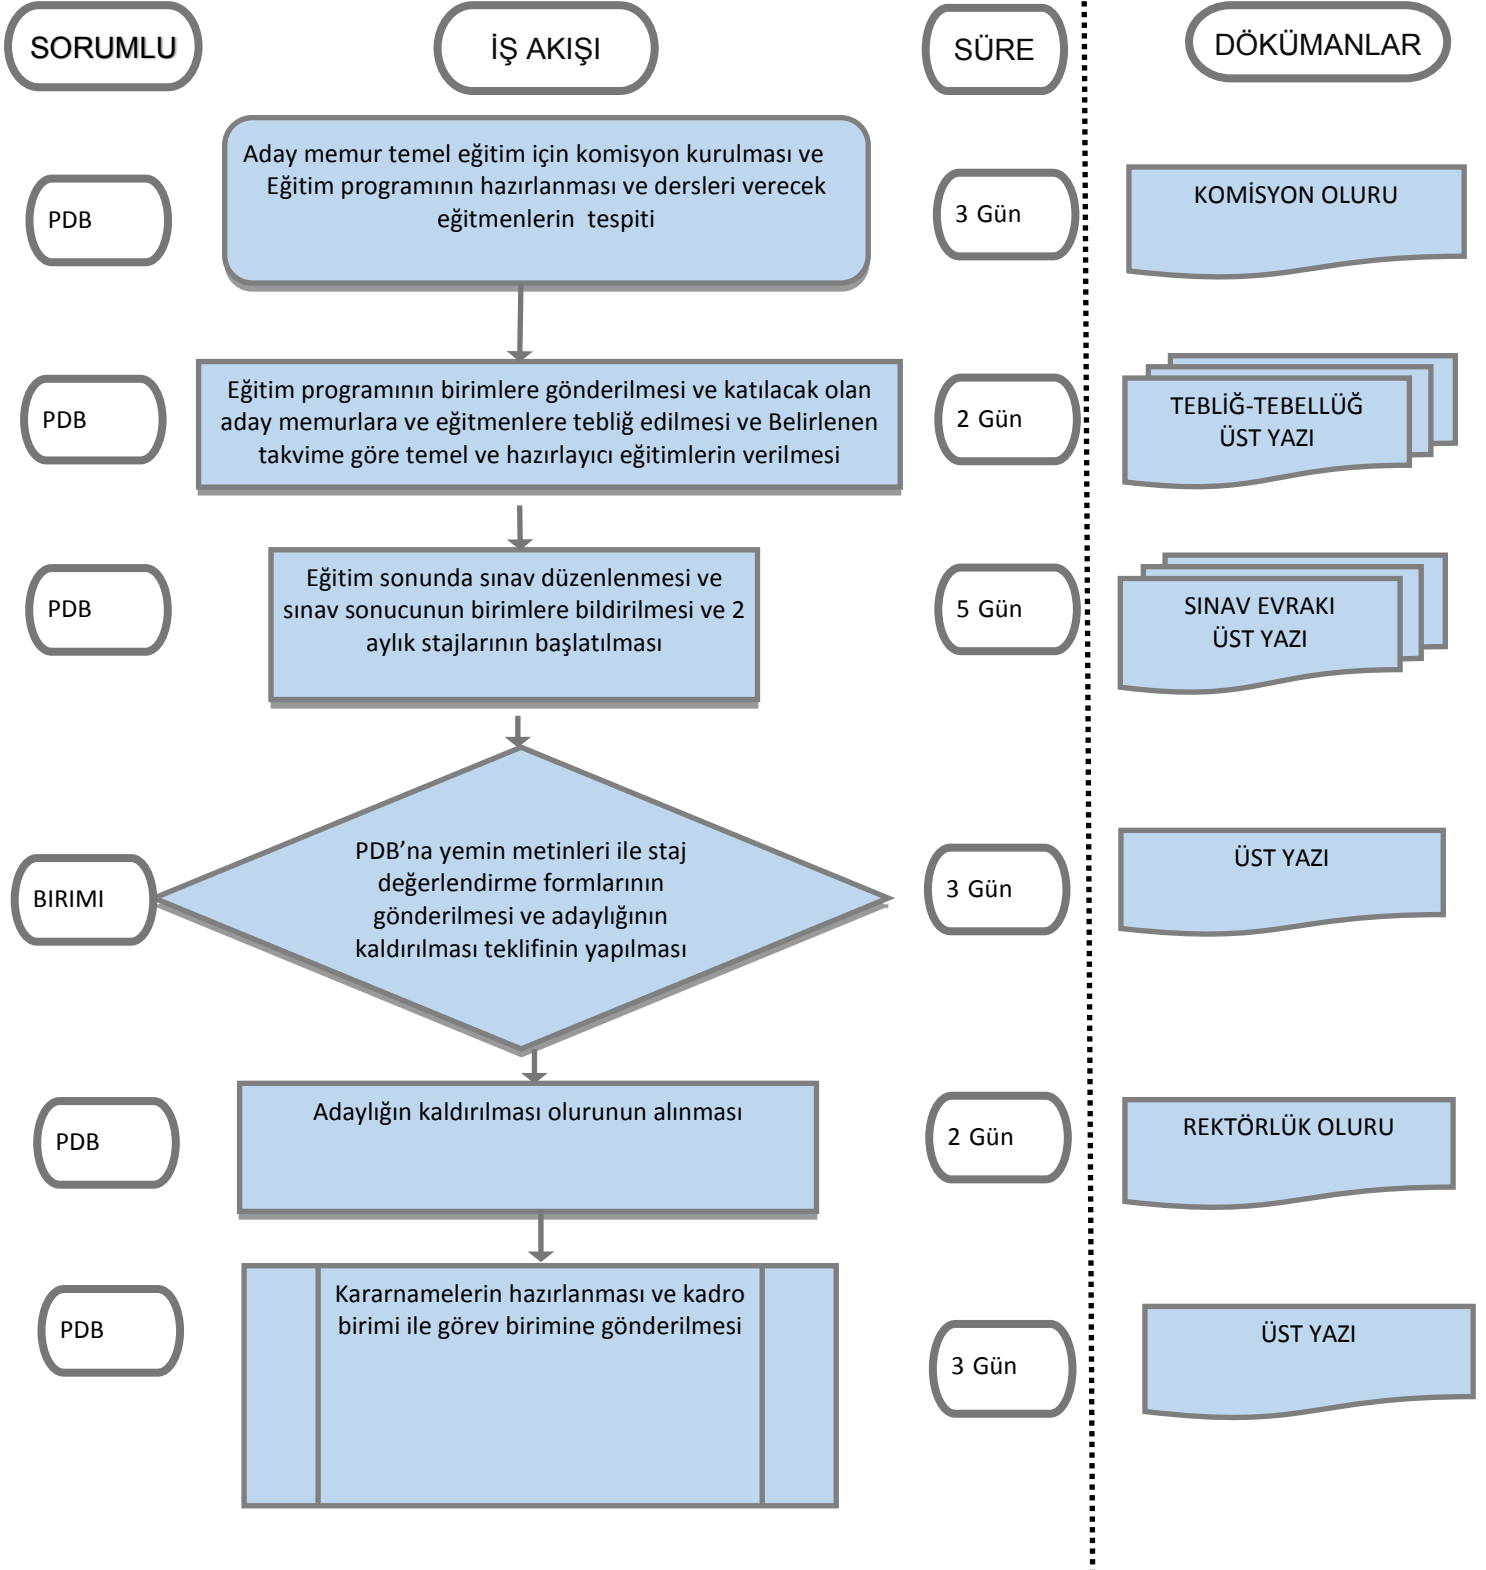 SORUMLU
İŞ AKIŞI
SÜRE
DÖKÜMANLAR
PDB
Aday memur temel eğitim için komisyon kurulması ve
Eğitim programının hazırlanması ve dersleri verecek
eğitmenlerin tespiti
3 Gün
KOMİSYON OLURU
PDB
Eğitim programının birimlere gönderilmesi ve katılacak olan
aday memurlara ve eğitmenlere tebliğ edilmesi ve Belirlenen
takvime göre temel ve hazırlayıcı eğitimlerin verilmesi
2 Gün
TEBLİĞ-TEBELLÜĞ
ÜST YAZI
PDB
Eğitim sonunda sınav düzenlenmesi ve
sınav sonucunun birimlere bildirilmesi ve 2
aylık stajlarının başlatılması
5 Gün
SINAV EVRAKI
ÜST YAZI
BIRIMI
PDB’na yemin metinleri ile staj
değerlendirme formlarının
gönderilmesi ve adaylığının
kaldırılması teklifinin yapılması
3 Gün
ÜST YAZI
PDB
Adaylığın kaldırılması olurunun alınması
2 Gün
REKTÖRLÜK OLURU
PDB
Kararnamelerin hazırlanması ve kadro
birimi ile görev birimine gönderilmesi
3 Gün
ÜST YAZI